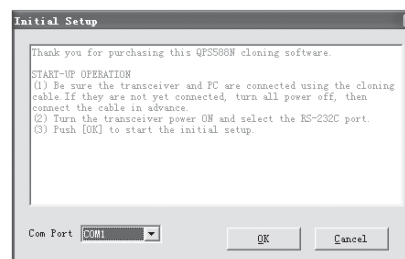 Initial Setup
Thank you for purchasing this QPS588N cloning software.
START-UP OPERATION
(1) Be sure the transceiver and PC are connected using the cloning
cable.If they are not yet connected, turn all power off, then
connect the cable in advance.
(2) Turn the transceiver power ON and select the RS-232C port.
(3) Push [OK] to start the initial setup.
Com Port COM1 OK Cancel